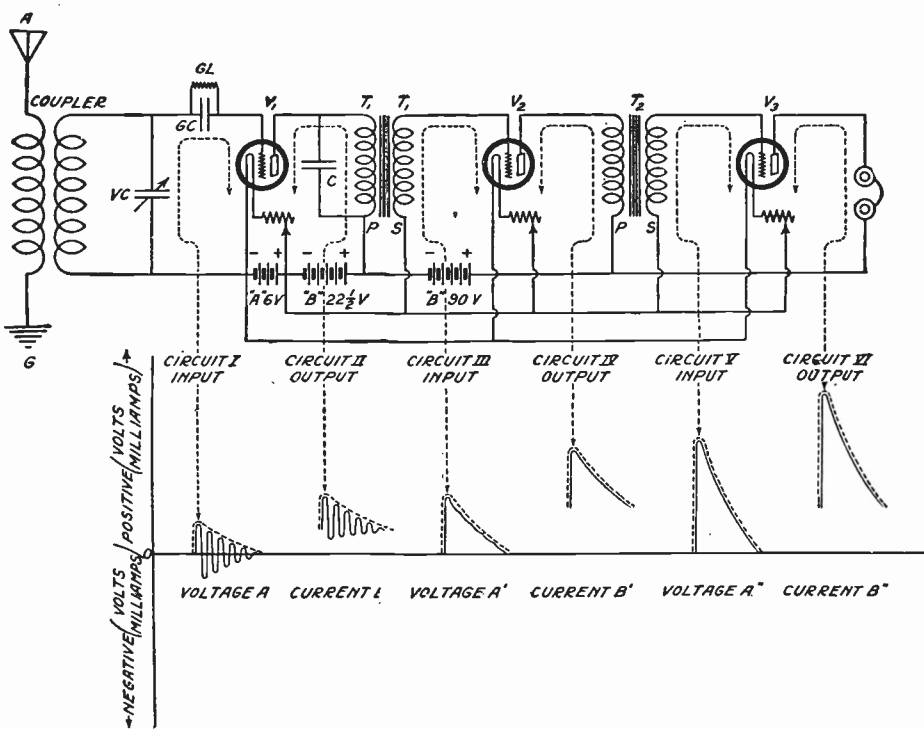 A
COUPLER
GL
GC
V₁
T₁ T₁
V₂
T₂
V₃
VC
C
P S
P S
- +
- +
- +
"A" 6V
"B" 22½ V
"B" 90 V
G
CIRCUIT I
INPUT
CIRCUIT II
OUTPUT
CIRCUIT III
INPUT
CIRCUIT IV
OUTPUT
CIRCUIT V
INPUT
CIRCUIT VI
OUTPUT
NEGATIVE (VOLTS MILLIAMPS) 0 POSITIVE (VOLTS MILLIAMPS) +
VOLTAGE A
CURRENT
VOLTAGE A'
CURRENT B'
VOLTAGE A"
CURRENT B"